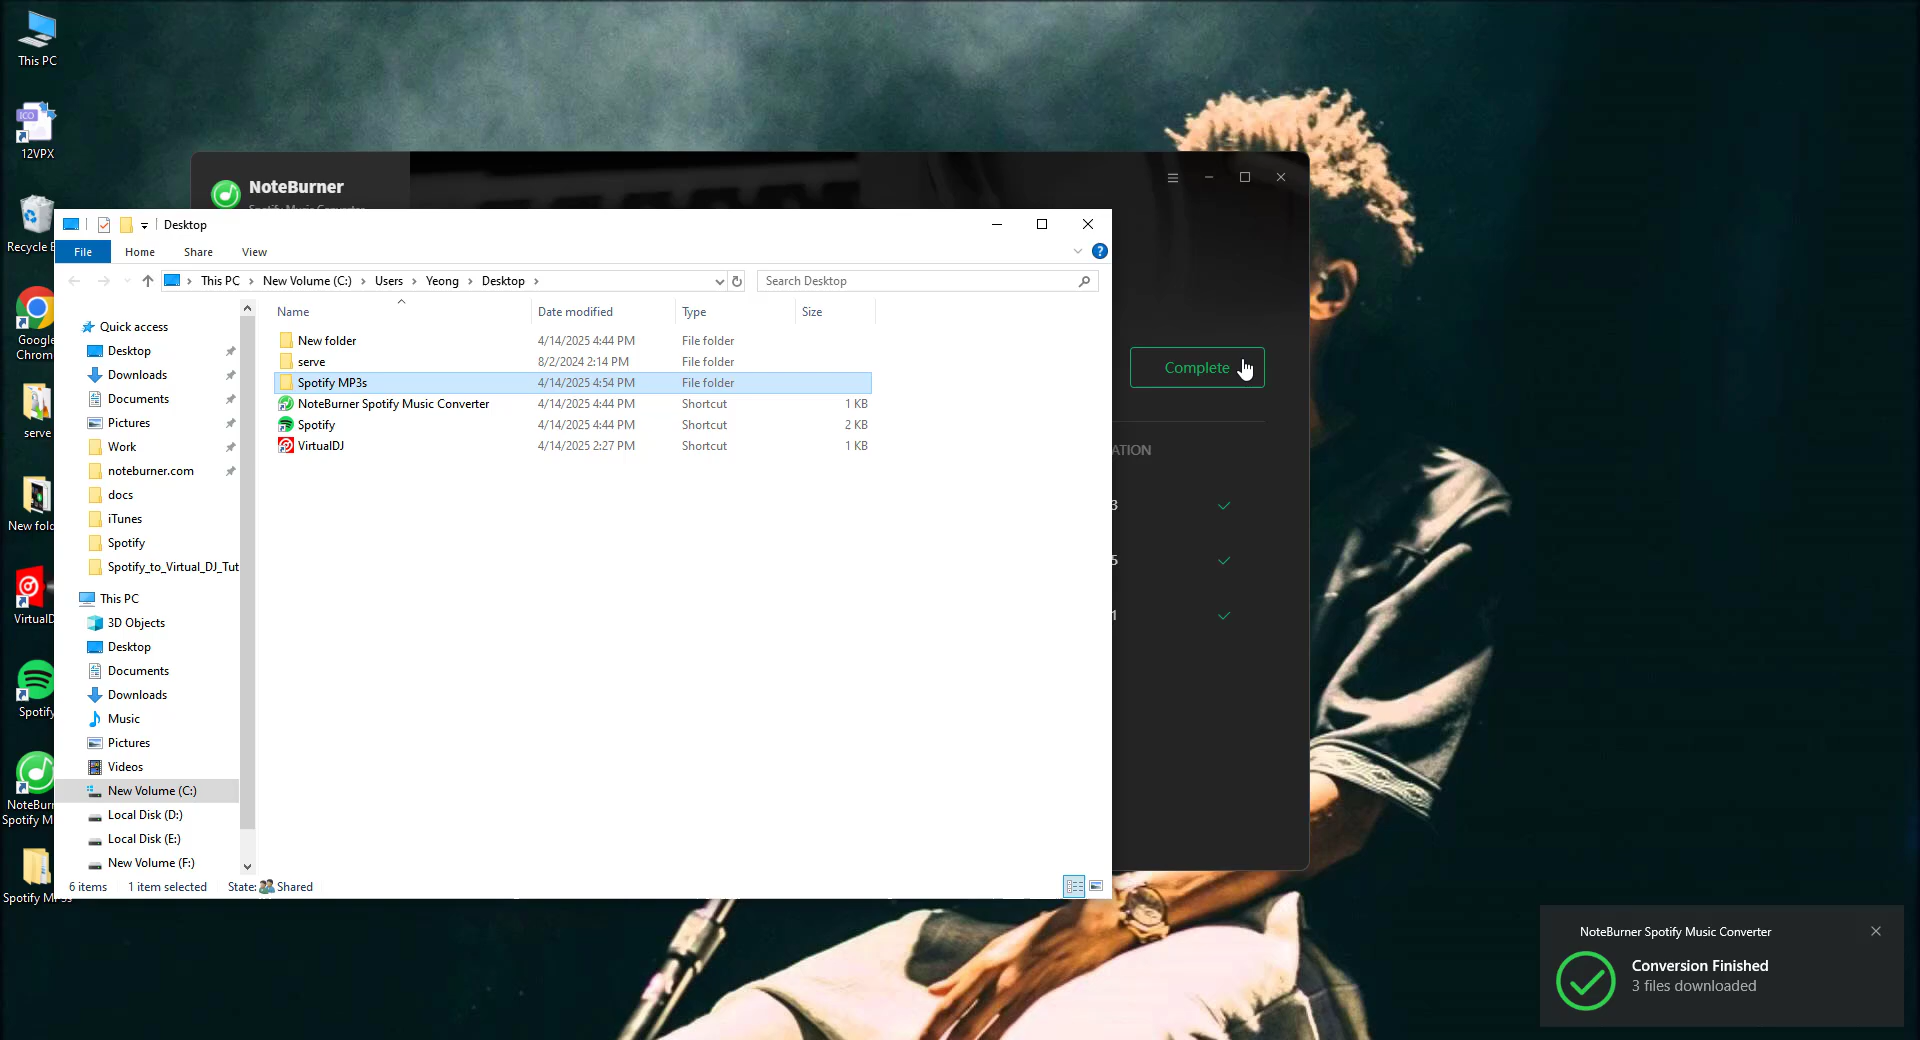 This PC
12VPX
Recycle B
Google
Chrom
serve
New fold
VirtualD
Spotify
NoteBurn
Spotify M
Spotify MP3s
NoteBurner
Desktop
File
Home
Share
View
This PC
New Volume (C:)
Users
Yeong
Desktop
Search Desktop
Name
Date modified
Type
Size
Quick access
Desktop
Downloads
Documents
Pictures
Work
noteburner.com
docs
iTunes
Spotify
Spotify_to_Virtual_DJ_Tut
This PC
3D Objects
Desktop
Documents
Downloads
Music
Pictures
Videos
New Volume (C:)
Local Disk (D:)
Local Disk (E:)
New Volume (F:)
New folder 4/14/2025 4:44 PM File folder
serve 8/2/2024 2:14 PM File folder
Spotify MP3s 4/14/2025 4:54 PM File folder
NoteBurner Spotify Music Converter 4/14/2025 4:44 PM Shortcut 1 KB
Spotify 4/14/2025 4:44 PM Shortcut 2 KB
VirtualDJ 4/14/2025 2:27 PM Shortcut 1 KB
6 items 1 item selected State: Shared
Complete
ATION
3
5
1
NoteBurner Spotify Music Converter
Conversion Finished
3 files downloaded